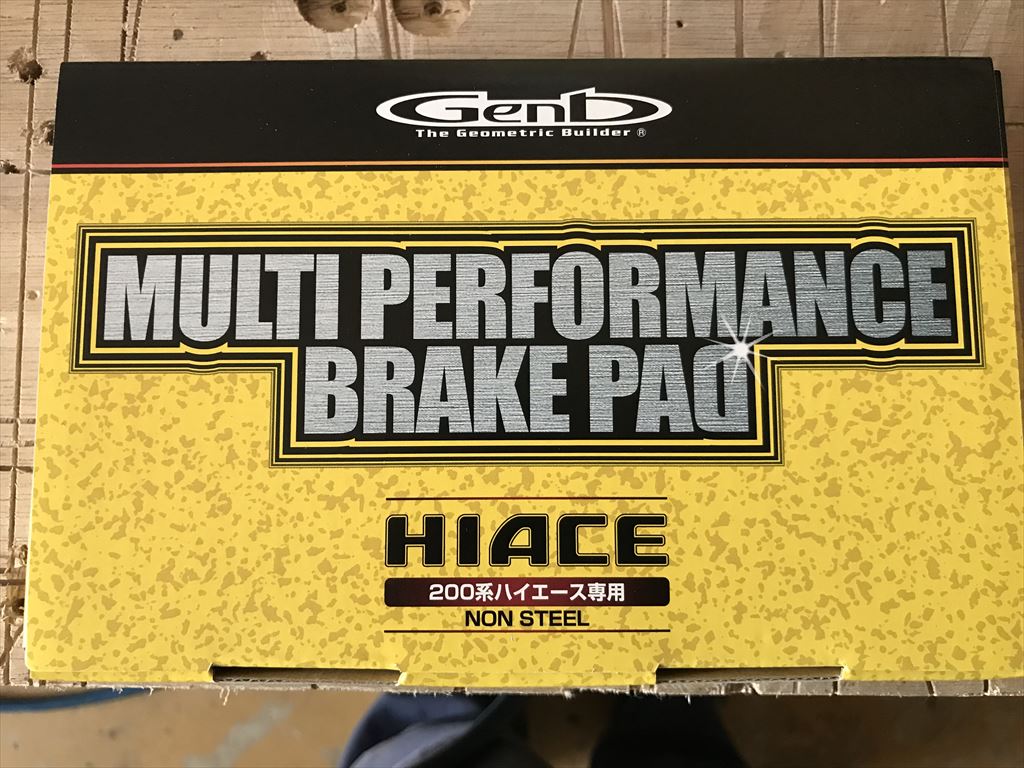 Genb
The Geometric Builder ®
MULTI PERFORMANCE
BRAKE PAD
HIACE
200系ハイエース専用
NON STEEL